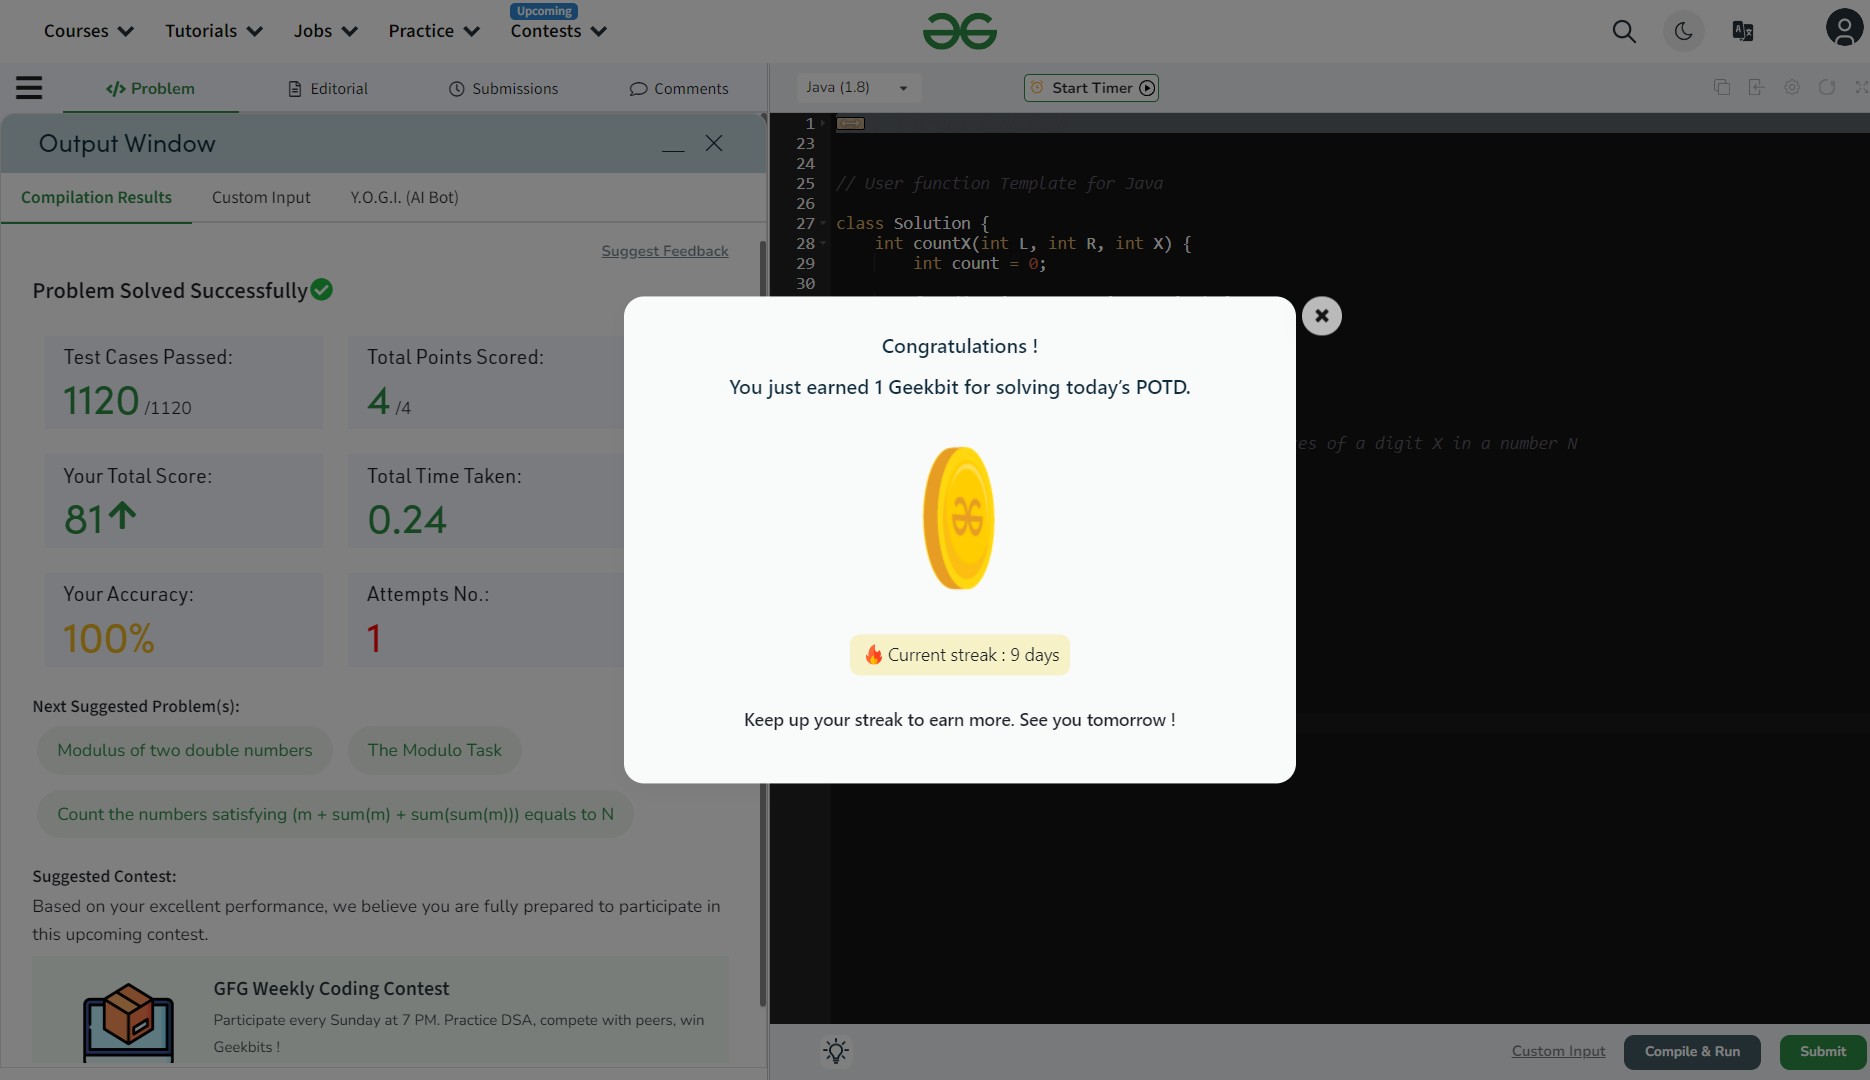 Upcoming
Courses
Tutorials
Jobs
Practice
Contests
Problem
Editorial
Submissions
Comments
Java (1.8)
Start Timer
Output Window
Compilation Results
Custom Input
Y.O.G.I. (AI Bot)
Suggest Feedback
Problem Solved Successfully
Test Cases Passed:
1120 /1120
Total Points Scored:
4 /4
Your Total Score:
81
Total Time Taken:
0.24
Your Accuracy:
100%
Attempts No.:
1
Next Suggested Problem(s):
Modulus of two double numbers
The Modulo Task
Count the numbers satisfying (m + sum(m) + sum(sum(m))) equals to N
Suggested Contest:
Based on your excellent performance, we believe you are fully prepared to participate in
this upcoming contest.
GFG Weekly Coding Contest
Participate every Sunday at 7 PM. Practice DSA, compete with peers, win
Geekbits !
1
23
24
25 // User function Template for Java
26
27 class Solution {
28 int countX(int L, int R, int X) {
29 int count = 0;
30
es of a digit X in a number N
Congratulations !
You just earned 1 Geekbit for solving today's POTD.
Current streak : 9 days
Keep up your streak to earn more. See you tomorrow !
Custom Input
Compile & Run
Submit